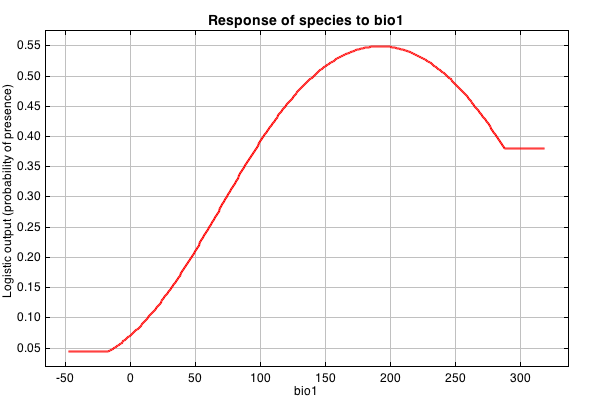 Response of species to bio1
Logistic output (probability of presence)
0.55
0.50
0.45
0.40
0.35
0.30
0.25
0.20
0.15
0.10
0.05
-50 0 50 100 150 200 250 300
bio1